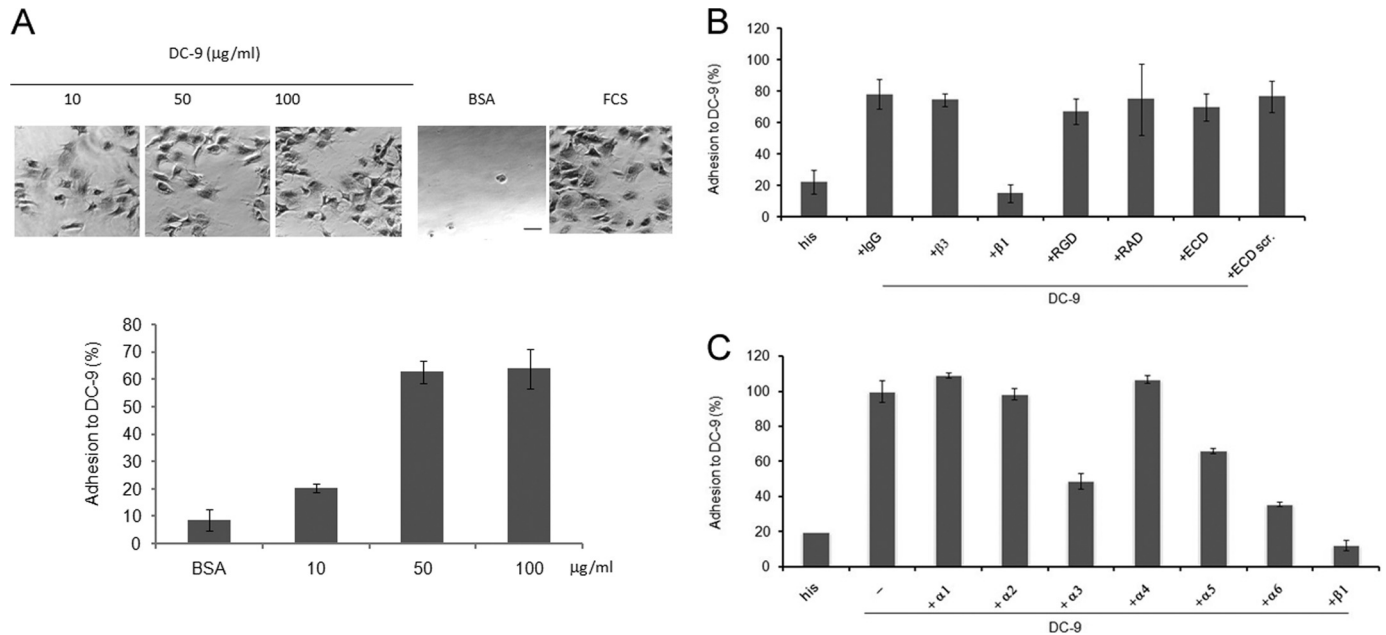 A
DC-9 (µg/ml)
10 50 100 BSA FCS
Adhesion to DC-9 (%)
80
70
60
50
40
30
20
10
0
BSA 10 50 100 µg/ml
B
Adhesion to DC-9 (%)
120
100
80
60
40
20
0
his +IgG +β3 +β1 +RGD +RAD +ECD +ECD scr.
DC-9
C
Adhesion to DC-9 (%)
120
100
80
60
40
20
0
his – + α1 + α2 + α3 + α4 + α5 + α6 +β1
DC-9